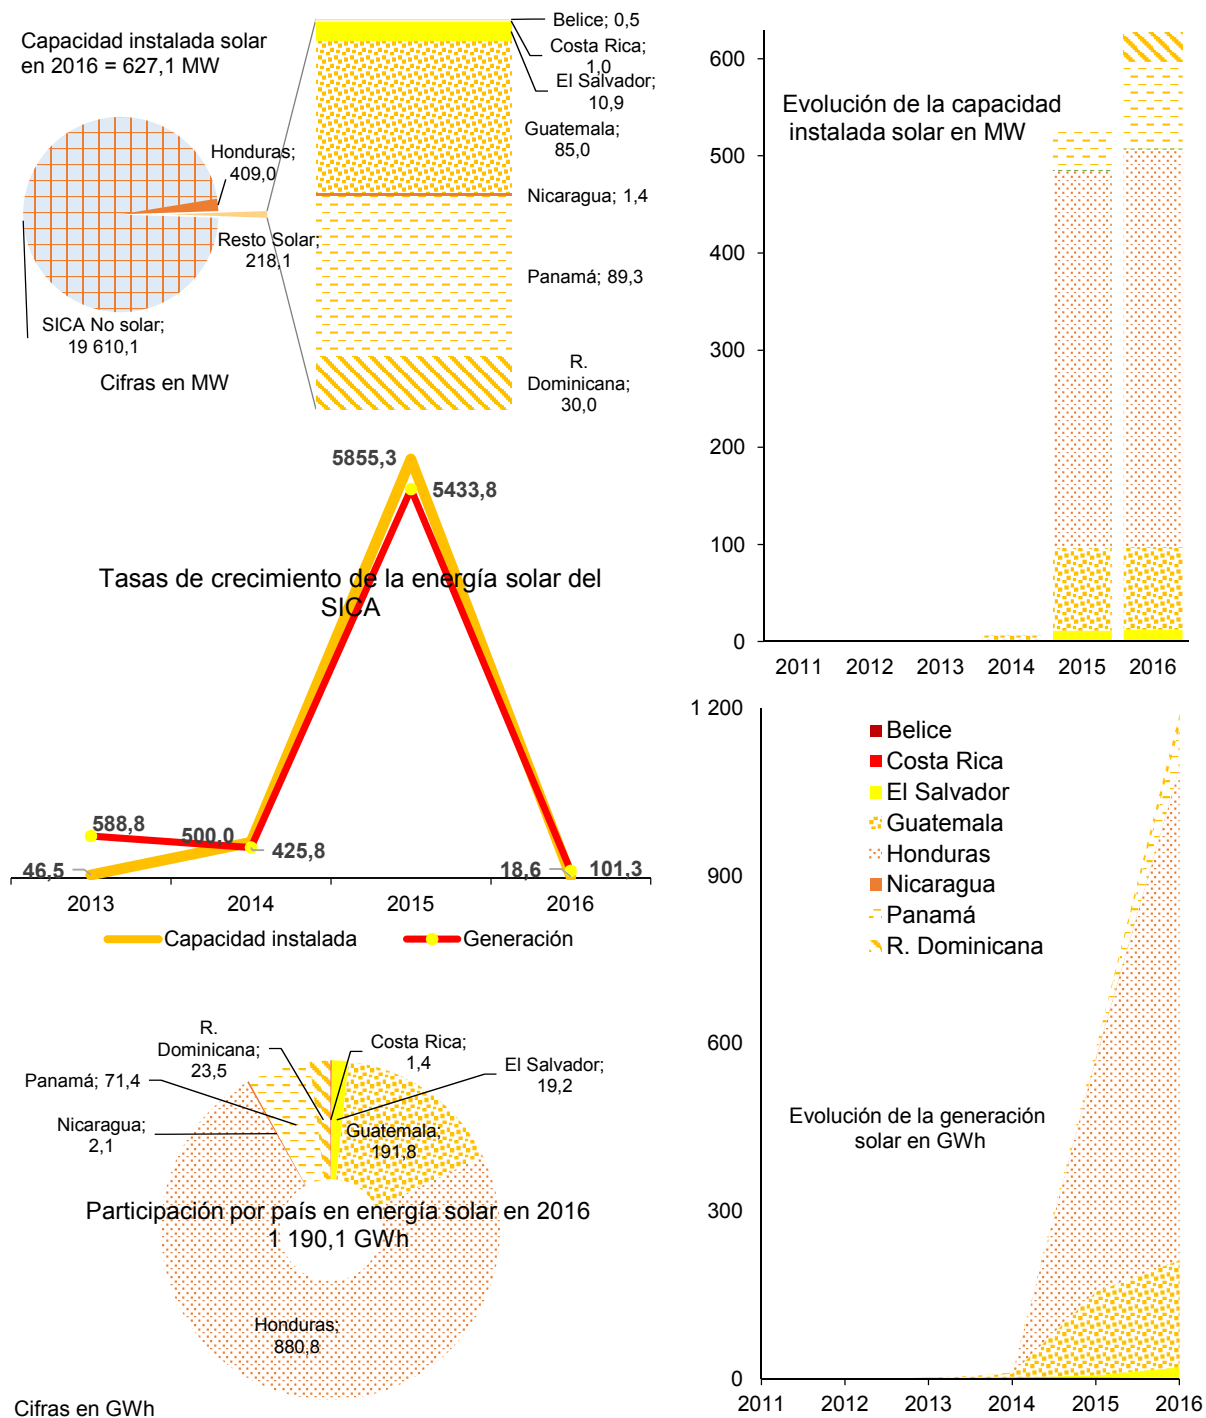 Capacidad instalada solar
en 2016 = 627,1 MW
Honduras;
409,0
Resto Solar;
218,1
SICA No solar;
19 610,1
Cifras en MW
Belice; 0,5
Costa Rica;
1,0
El Salvador;
10,9
Guatemala;
85,0
Nicaragua; 1,4
Panamá; 89,3
R.
Dominicana;
30,0
Evolución de la capacidad
instalada solar en MW
600
500
400
300
200
100
0
2011 2012 2013 2014 2015 2016
Tasas de crecimiento de la energía solar del
SICA
5855,3
5433,8
588,8
500,0
425,8
46,5
18,6
101,3
2013 2014 2015 2016
Capacidad instalada
Generación
1 200
900
600
300
0
Belice
Costa Rica
El Salvador
Guatemala
Honduras
Nicaragua
Panamá
R. Dominicana
Evolución de la generación
solar en GWh
2011 2012 2013 2014 2015 2016
R.
Dominicana;
23,5
Costa Rica;
1,4
El Salvador;
19,2
Panamá; 71,4
Nicaragua;
2,1
Guatemala;
191,8
Participación por país en energía solar en 2016
1 190,1 GWh
Honduras;
880,8
Cifras en GWh